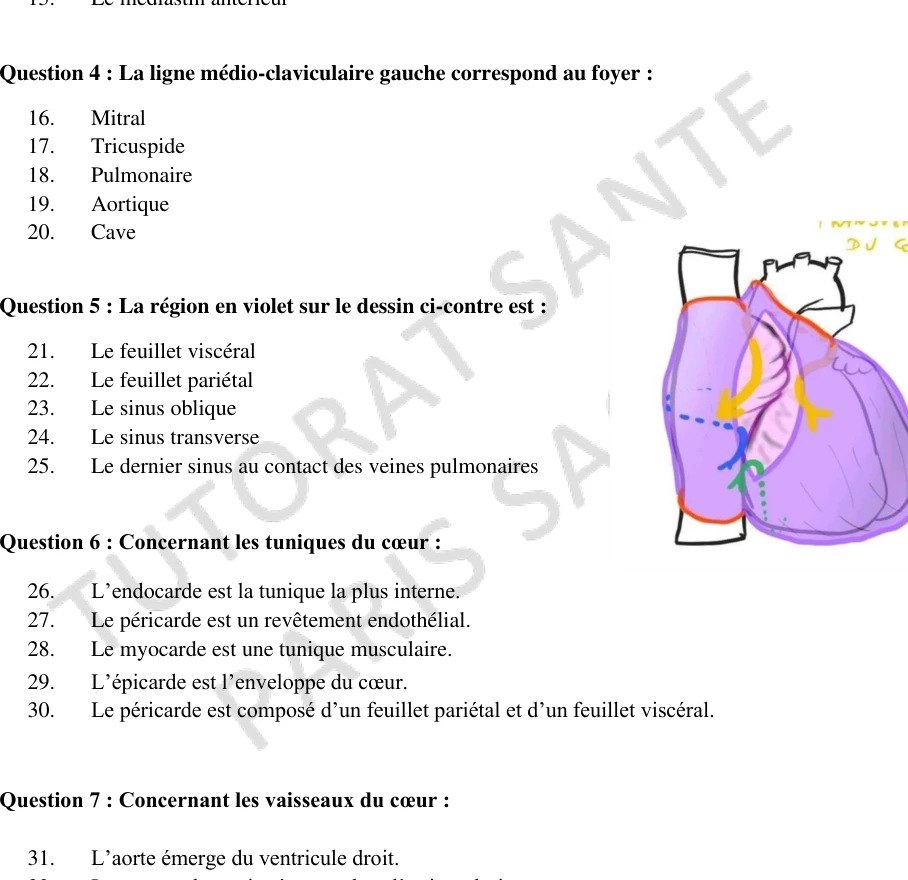 15. Le médiastin antérieur
Question 4 : La ligne médio-claviculaire gauche correspond au foyer :
16. Mitral
17. Tricuspide
18. Pulmonaire
19. Aortique
20. Cave
DU
Question 5 : La région en violet sur le dessin ci-contre est :
21. Le feuillet viscéral
22. Le feuillet pariétal
23. Le sinus oblique
24. Le sinus transverse
25. Le dernier sinus au contact des veines pulmonaires
Question 6 : Concernant les tuniques du cœur :
26. L’endocarde est la tunique la plus interne.
27. Le péricarde est un revêtement endothélial.
28. Le myocarde est une tunique musculaire.
29. L’épicarde est l’enveloppe du cœur.
30. Le péricarde est composé d’un feuillet pariétal et d’un feuillet viscéral.
Question 7 : Concernant les vaisseaux du cœur :
31. L’aorte émerge du ventricule droit.
TUTORAT SANTE
PARIS SA